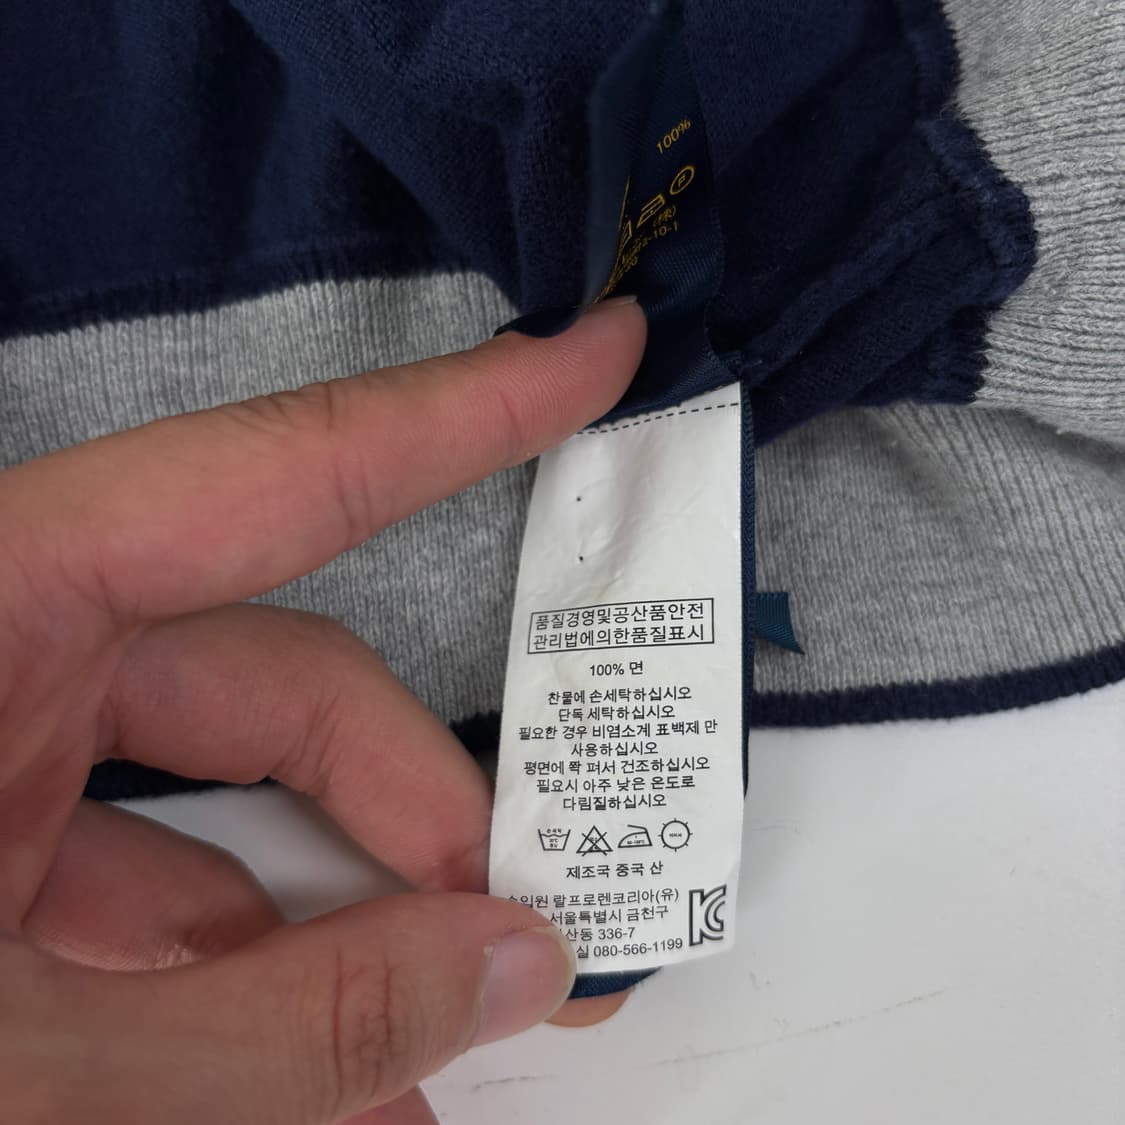 100%
P
(株)
품질경영및공산품안전
관리법에의한품질표시
100% 면
찬물에 손세탁하십시오
단독 세탁하십시오
필요한 경우 비염소계 표백제 만
사용하십시오
평면에 쫙 펴서 건조하십시오
필요시 아주 낮은 온도로
다림질하십시오
제조국 중국 산
랄프로렌코리아(유)
서울특별시 금천구
336-7
실 080-566-1199